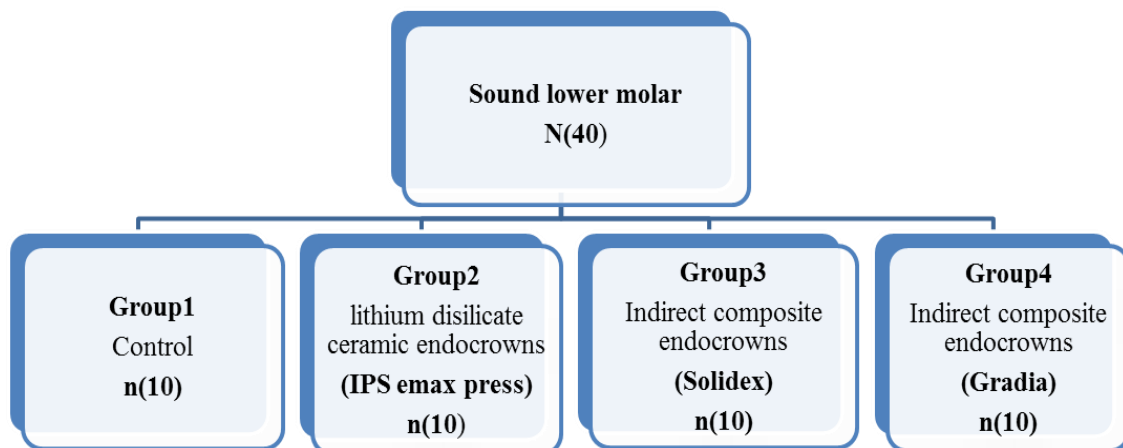 Sound lower molar
N(40)
Group1
Control
n(10)
Group2
lithium disilicate
ceramic endocrowns
(IPS emax press)
n(10)
Group3
Indirect composite
endocrowns
(Solidex)
n(10)
Group4
Indirect composite
endocrowns
(Gradia)
n(10)